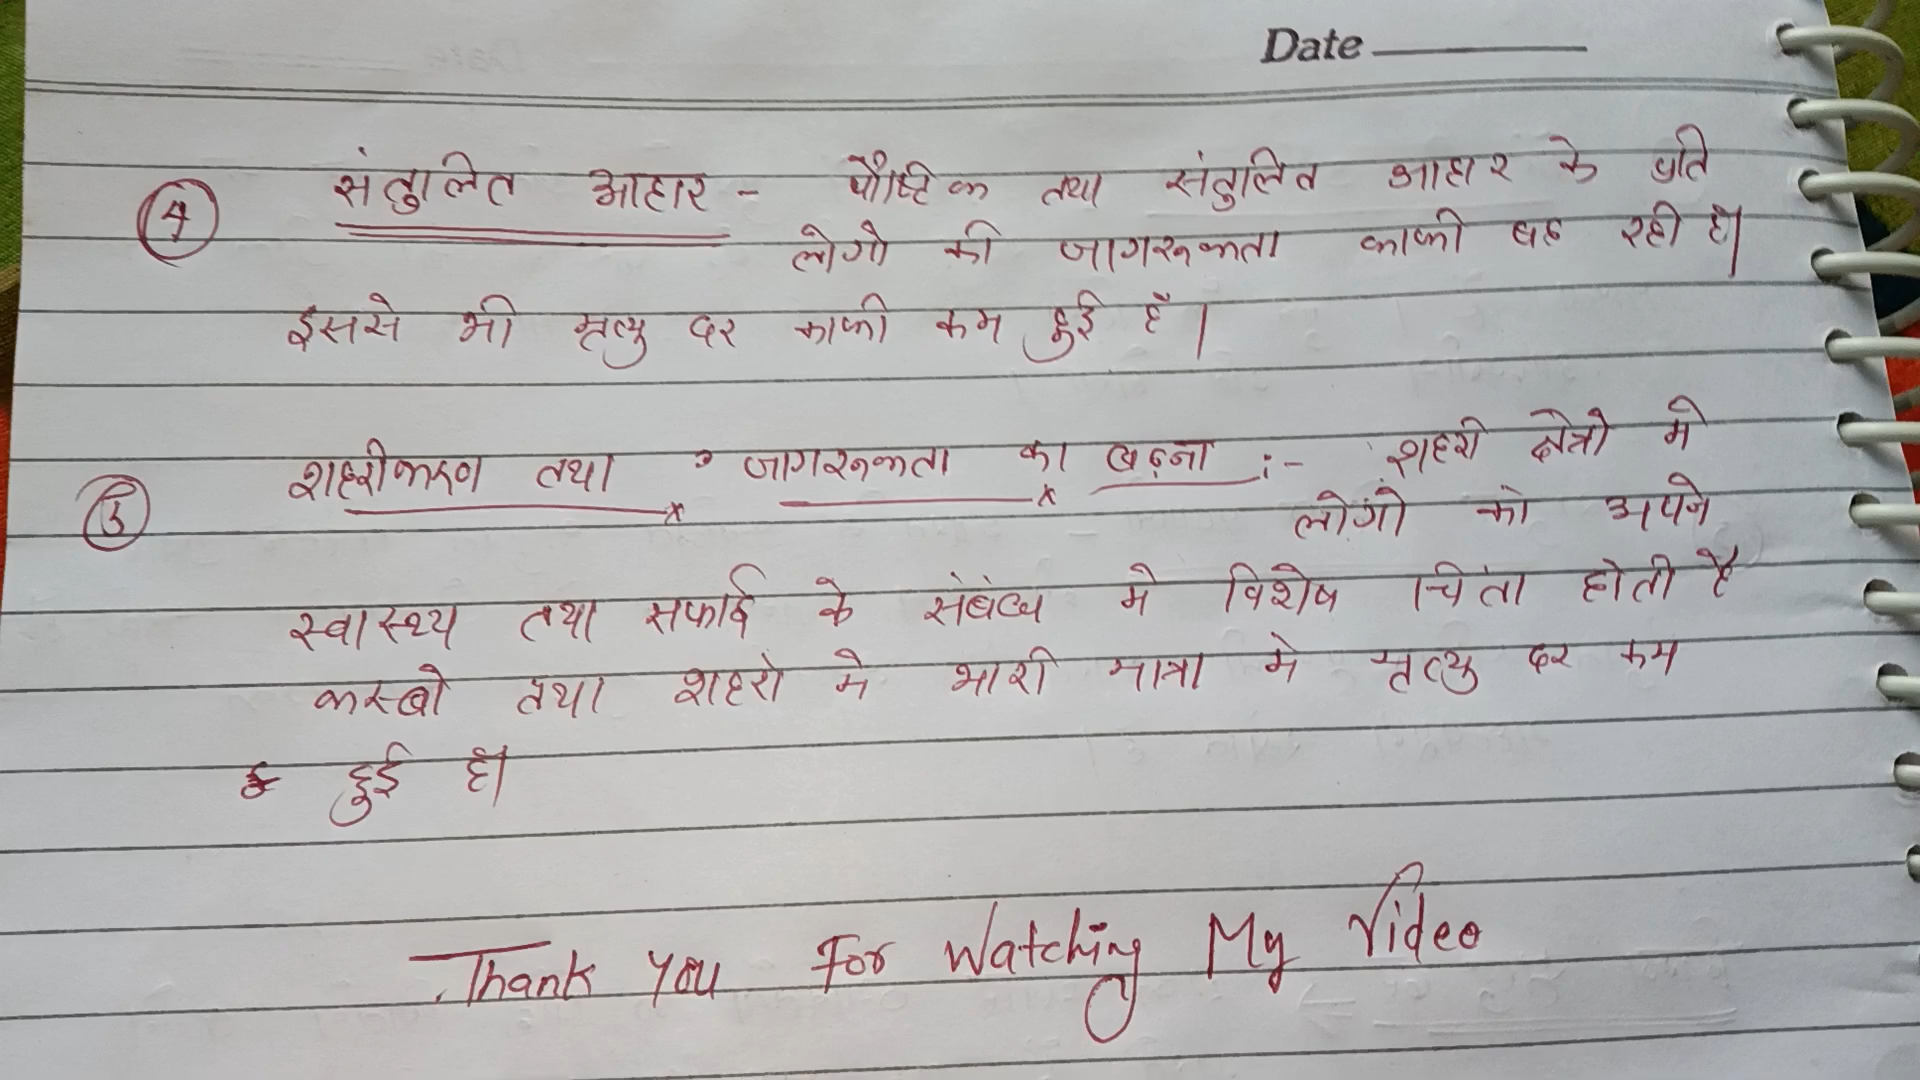 Date
④ संतुलित आहार - पौष्टिक तथा संतुलित आहार के प्रति
लोगो की जागरूकता काफी बढ रही है।
इससे भी मृत्यु दर काफी कम हुई है।
⑤ शहरीकरण तथा जागरूकता का बढ़ना :- शहरी क्षेत्रो मे
लोगो को अपने
स्वास्थ्य तथा सफाई के संबंध मे विशेष चिंता होती है
कस्बो तथा शहरो मे भारी मात्रा मे मृत्यु दर कम
हुई है।
Thank You For Watching My Video